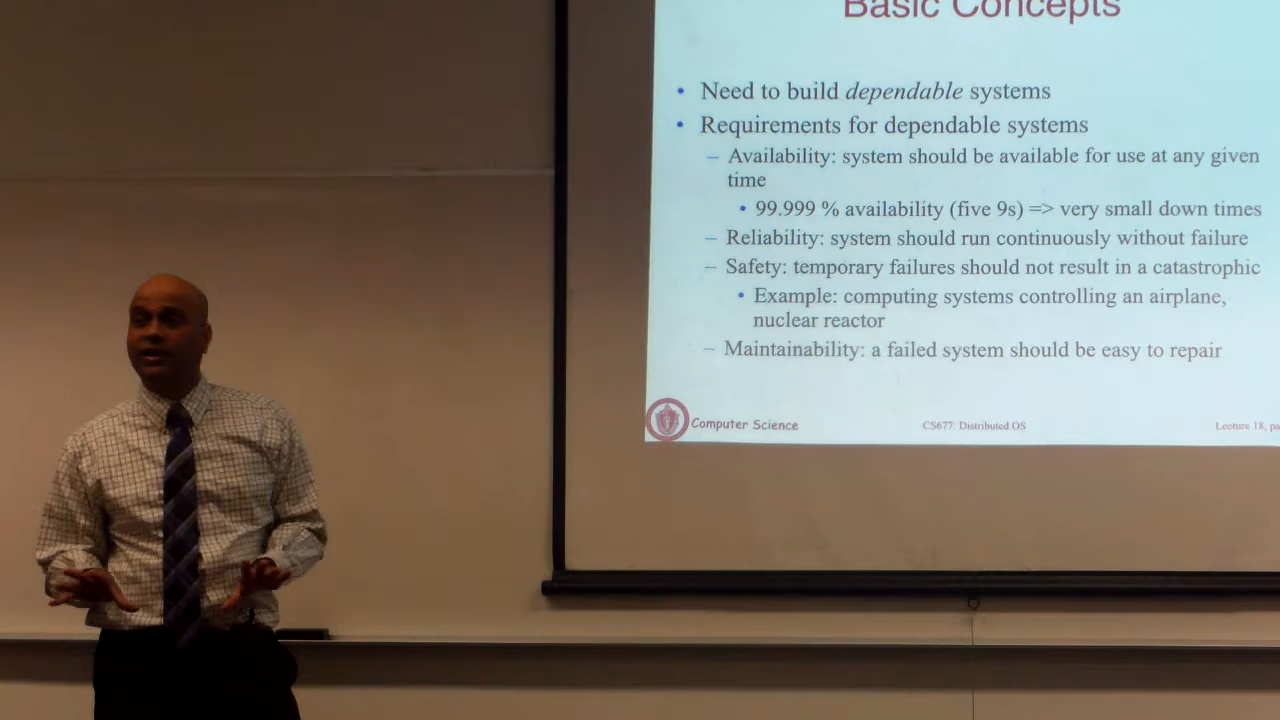 Basic Concepts
• Need to build dependable systems
• Requirements for dependable systems
– Availability: system should be available for use at any given
time
• 99.999 % availability (five 9s) => very small down times
– Reliability: system should run continuously without failure
– Safety: temporary failures should not result in a catastrophic
• Example: computing systems controlling an airplane,
nuclear reactor
– Maintainability: a failed system should be easy to repair
Computer Science CS677: Distributed OS Lecture 18, pa